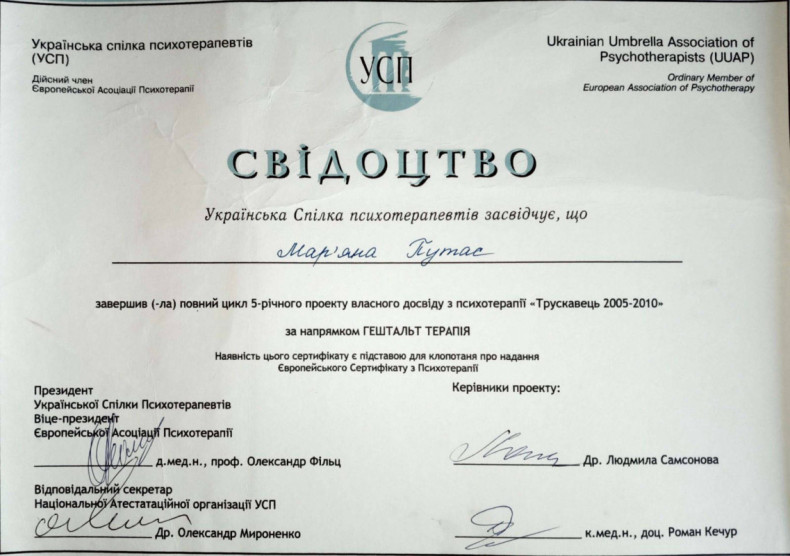 Українська спілка психотерапевтів
(УСП)
Дійсний член
Європейської Асоціації Психотерапії
УСП
Ukrainian Umbrella Association of
Psychotherapists (UUAP)
Ordinary Member of
European Association of Psychotherapy
СВІДОЦТВО
Українська Спілка психотерапевтів засвідчує, що
Мар'яна Путас
завершив (-ла) повний цикл 5-річного проекту власного досвіду з психотерапії «Трускавець 2005-2010»
за напрямком ГЕШТАЛЬТ ТЕРАПІЯ
Наявність цього сертифікату є підставою для клопотаня про надання
Європейського Сертифікату з Психотерапії
Президент
Української Спілки Психотерапевтів
Віце-президент
Європейської Асоціації Психотерапії
д.мед.н., проф. Олександр Фільц
Відповідальний секретар
Національної Атестатаційної організації УСП
Др. Олександр Мироненко
Керівники проекту:
Др. Людмила Самсонова
к.мед.н., доц. Роман Кечур